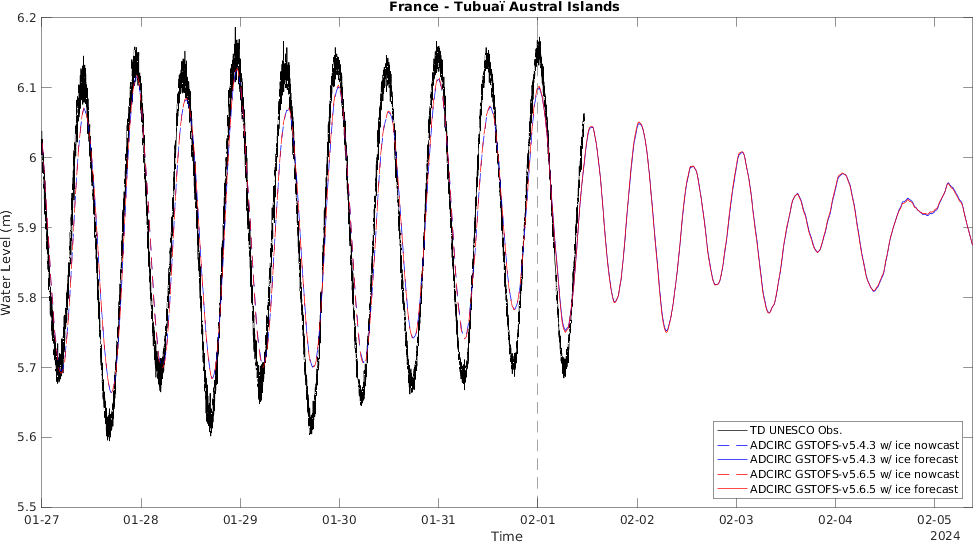 France - Tubuaï Austral Islands
6.2
6.1
6
5.9
5.8
5.7
5.6
5.5
Water Level (m)
TD UNESCO Obs.
ADCIRC GSTOFS-v5.4.3 w/ ice nowcast
ADCIRC GSTOFS-v5.4.3 w/ ice forecast
ADCIRC GSTOFS-v5.6.5 w/ ice nowcast
ADCIRC GSTOFS-v5.6.5 w/ ice forecast
01-27 01-28 01-29 01-30 01-31 02-01 02-02 02-03 02-04 02-05
Time
2024